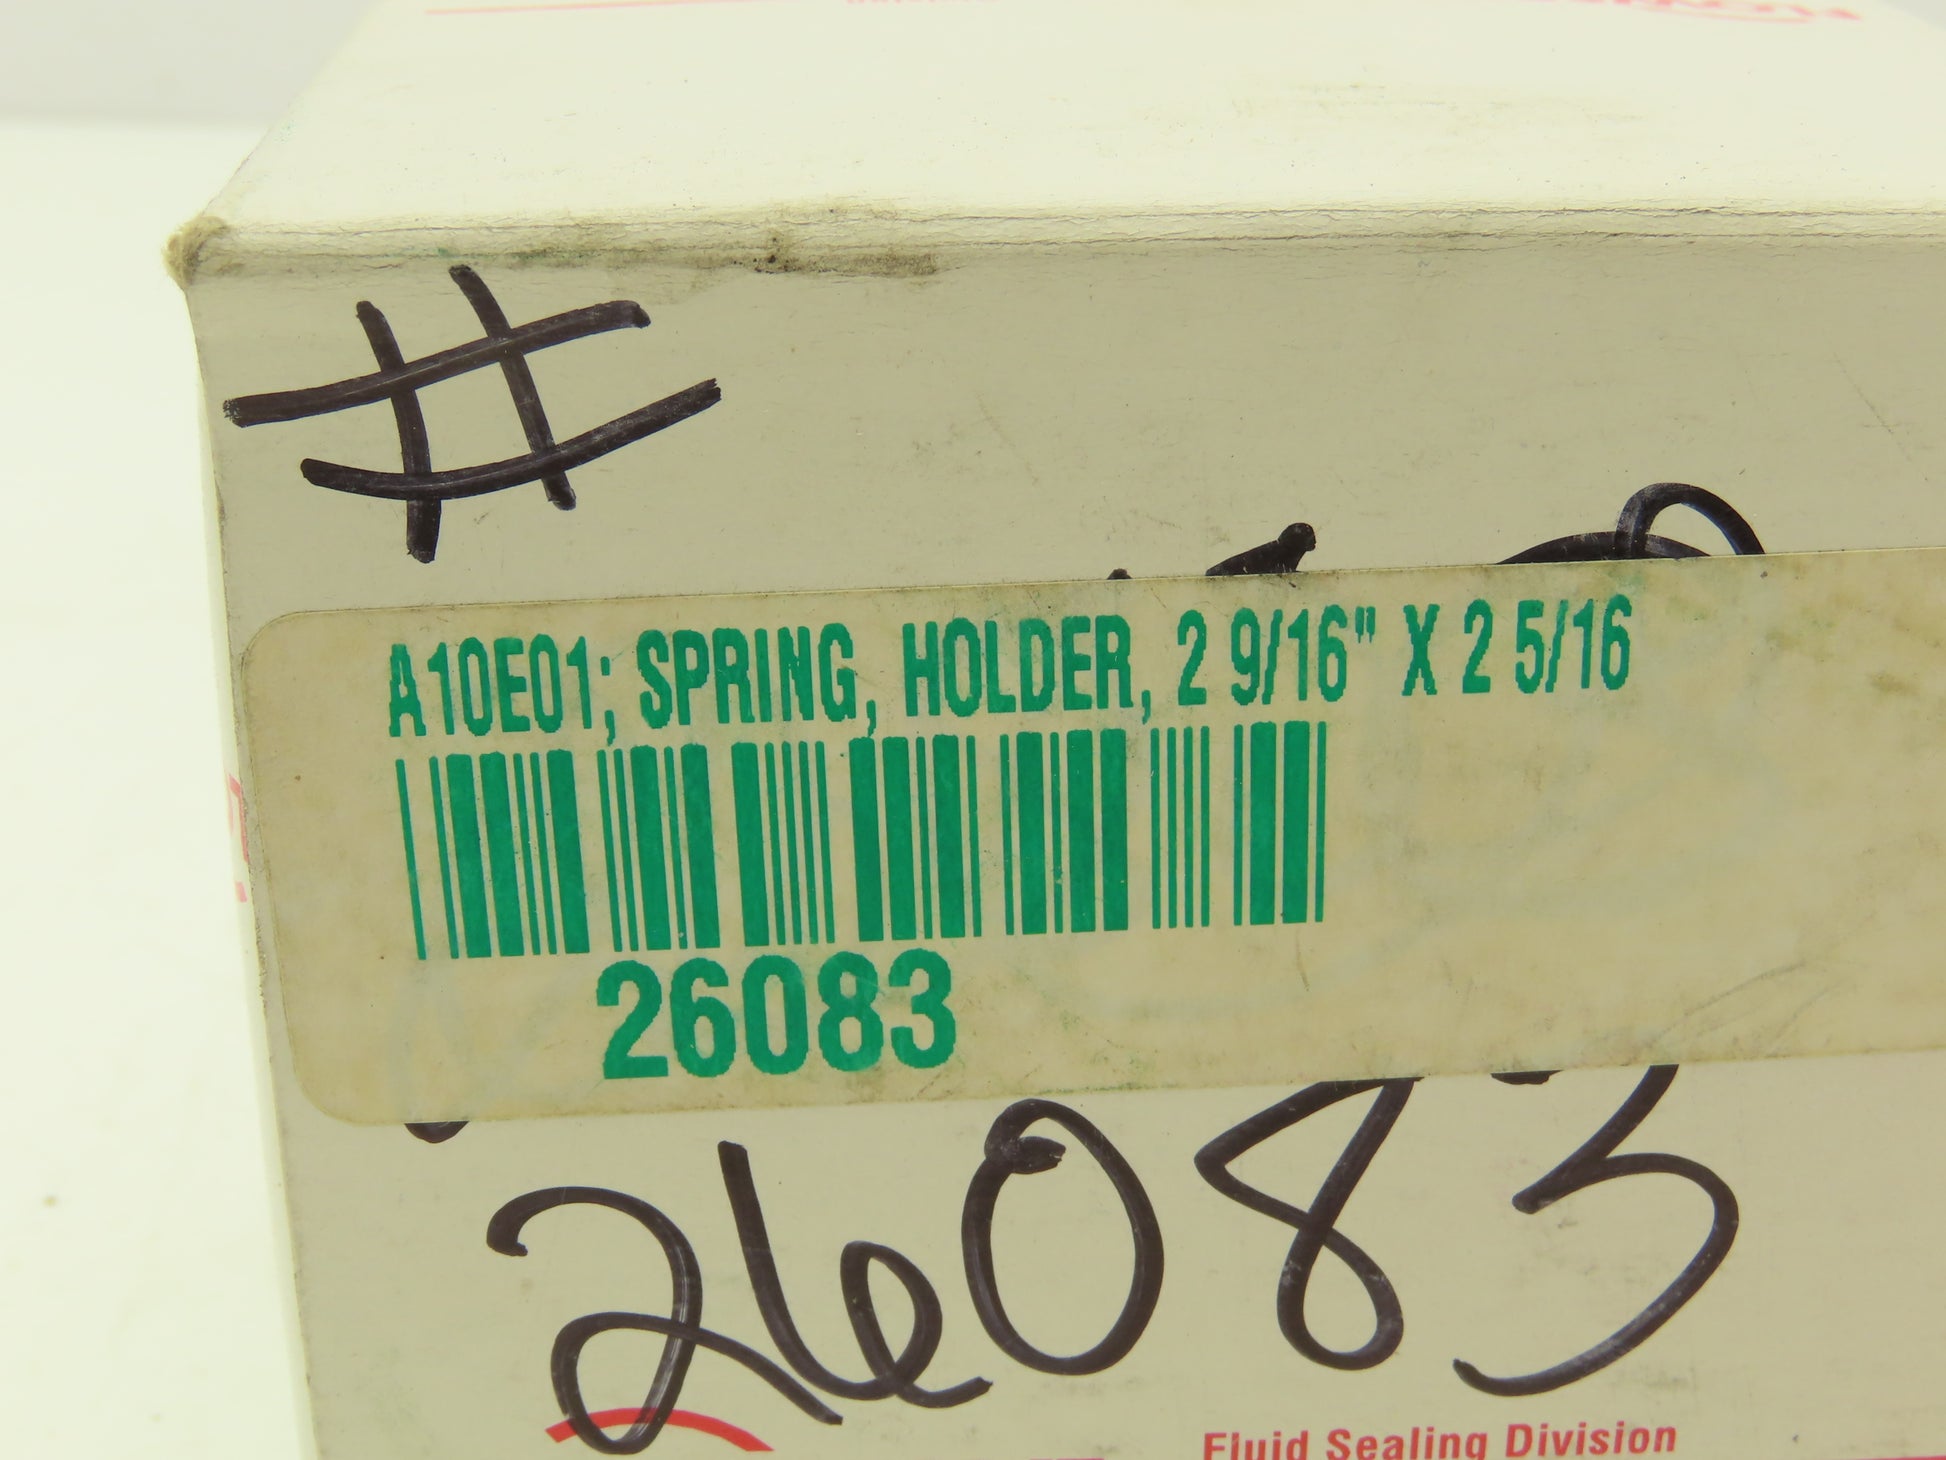 #
A10E01; SPRING, HOLDER, 2 9/16" X 2 5/16
26083
26083
Fluid Sealing Division